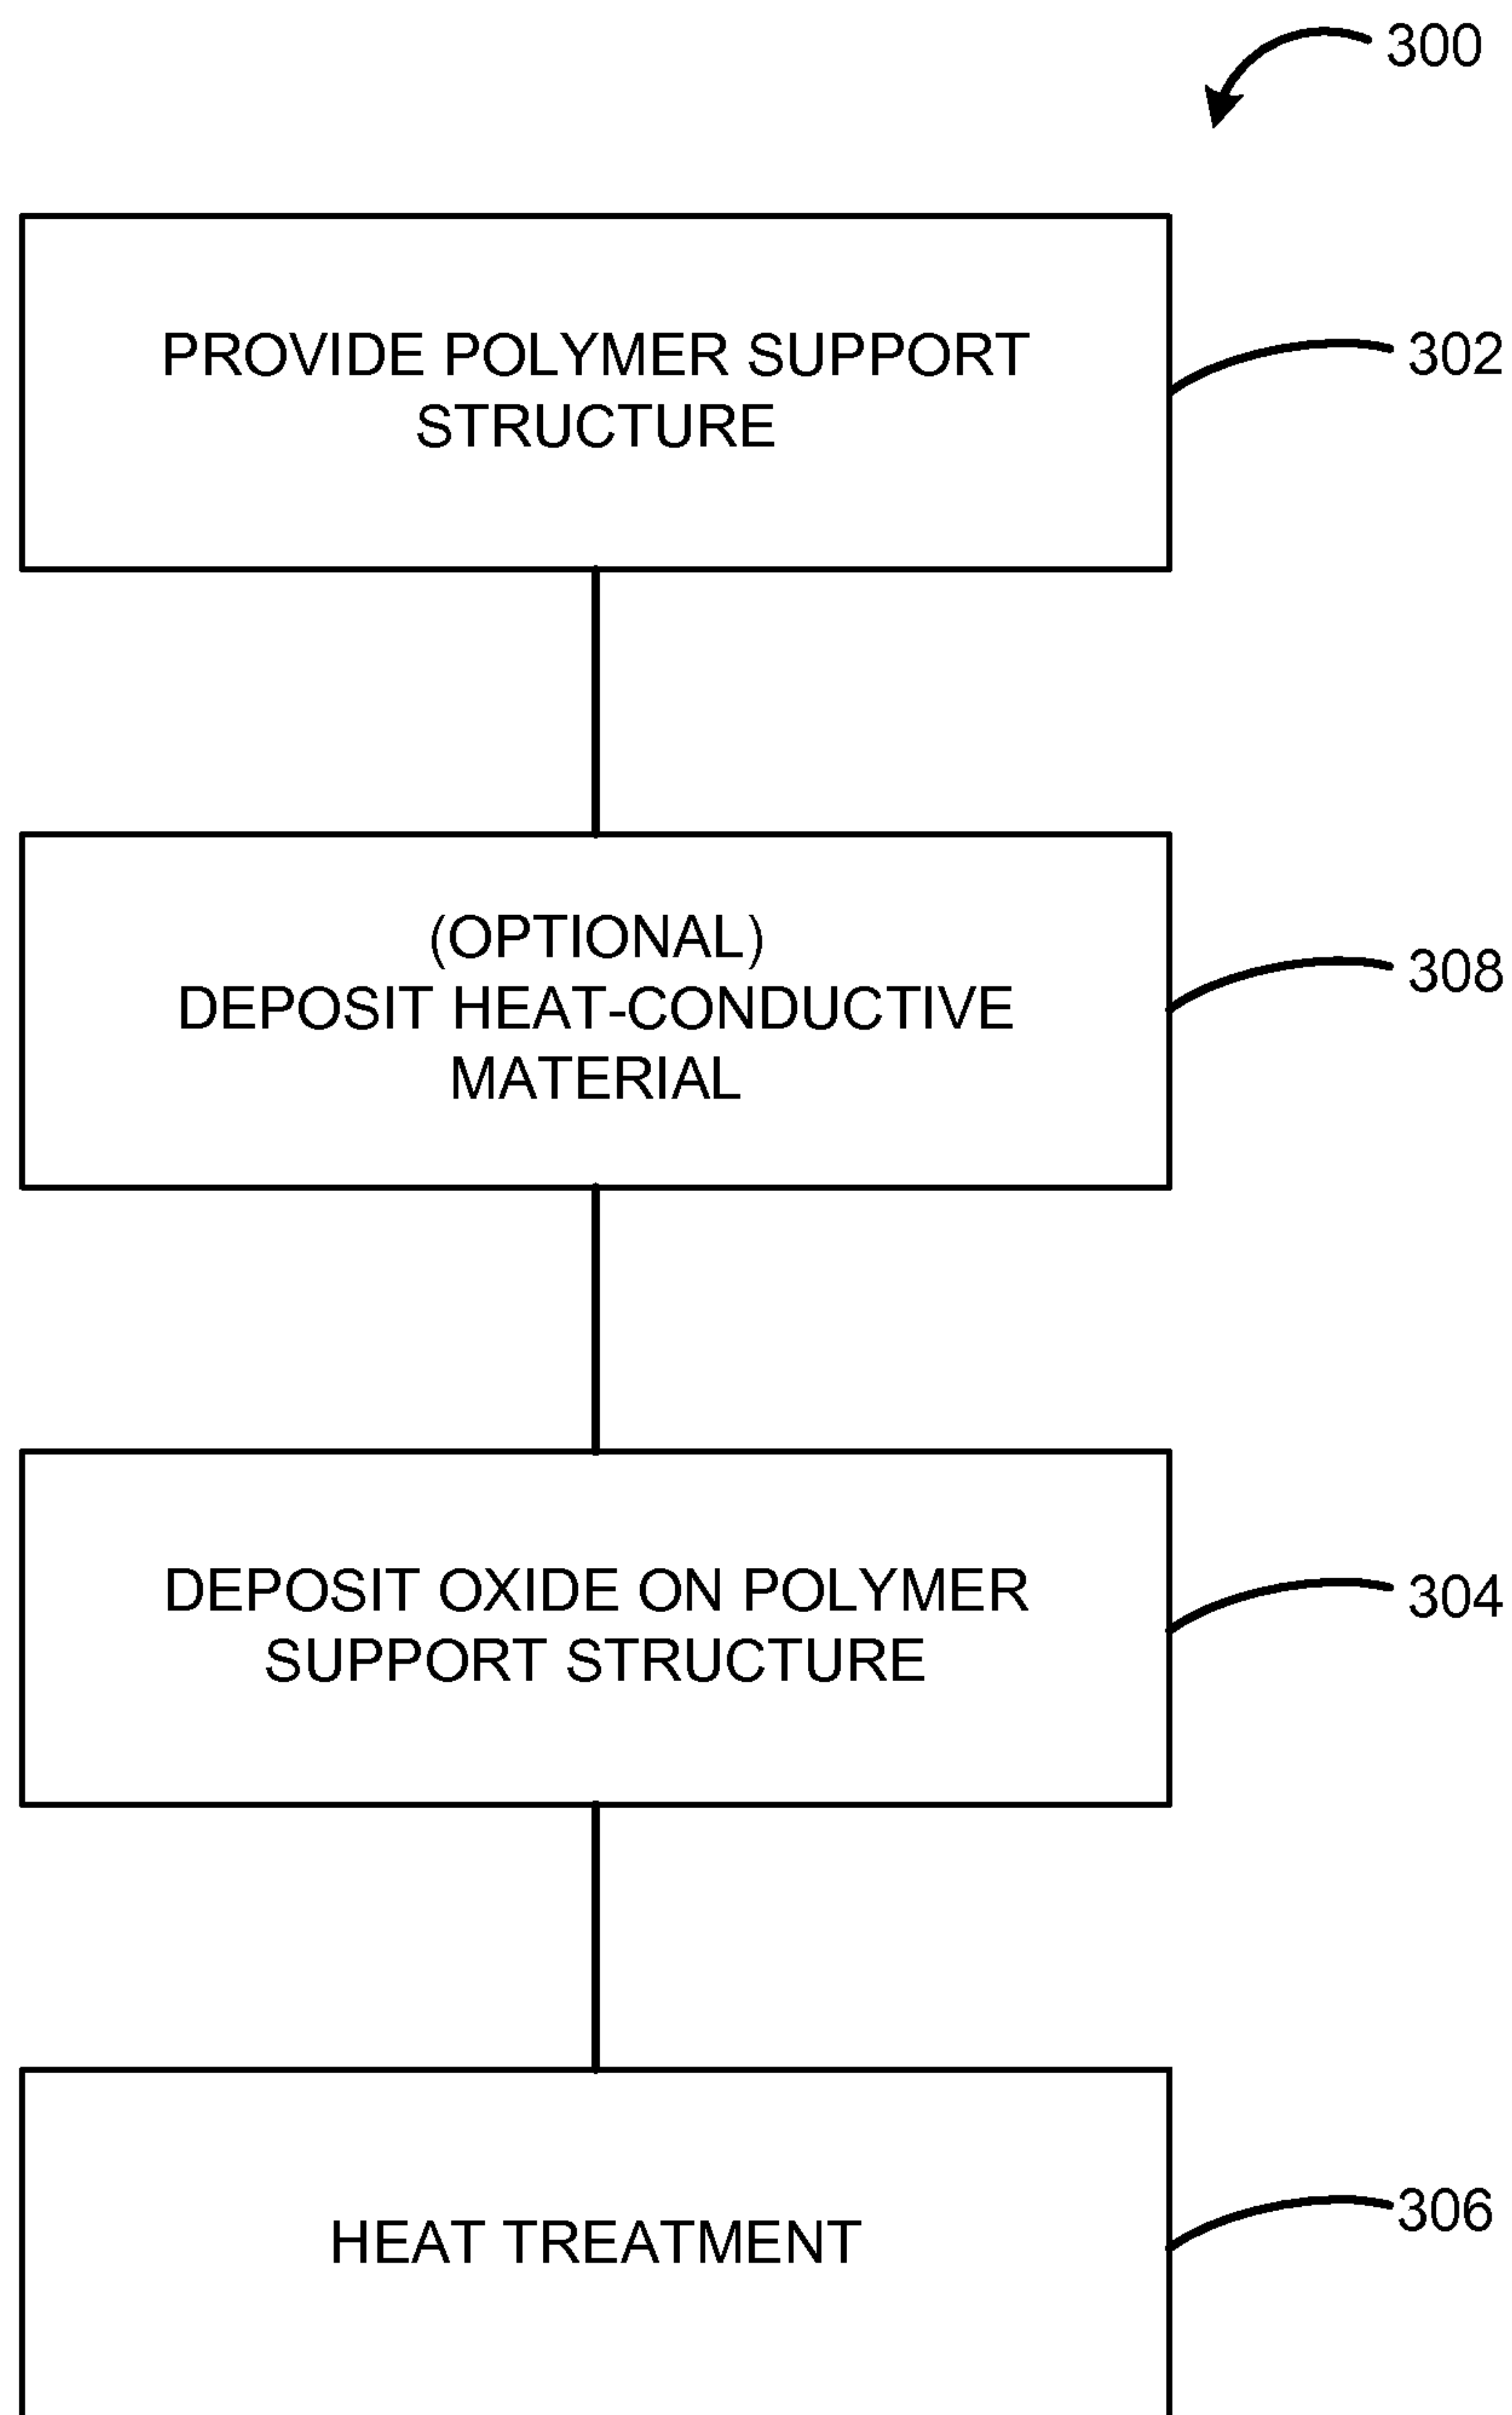 300
PROVIDE POLYMER SUPPORT
STRUCTURE
302
(OPTIONAL)
DEPOSIT HEAT-CONDUCTIVE
MATERIAL
308
DEPOSIT OXIDE ON POLYMER
SUPPORT STRUCTURE
304
HEAT TREATMENT
306